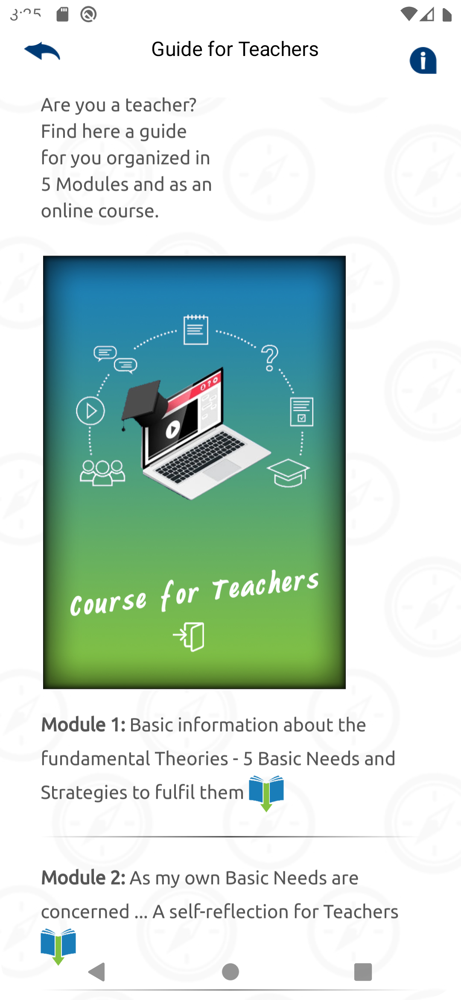 Guide for Teachers
Are you a teacher?
Find here a guide
for you organized in
5 Modules and as an
online course.
Course for Teachers
Module 1: Basic information about the
fundamental Theories - 5 Basic Needs and
Strategies to fulfil them
Module 2: As my own Basic Needs are
concerned ... A self-reflection for Teachers